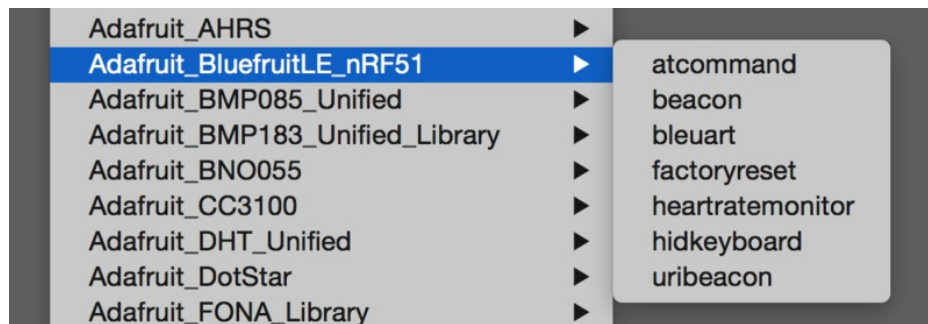 Adafruit_AHRS
Adafruit_BluefruitLE_nRF51
Adafruit_BMP085_Unified
Adafruit_BMP183_Unified_Library
Adafruit_BNO055
Adafruit_CC3100
Adafruit_DHT_Unified
Adafruit_DotStar
Adafruit_FONA_Library
atcommand
beacon
bleuart
factoryreset
heartratemonitor
hidkeyboard
uribeacon